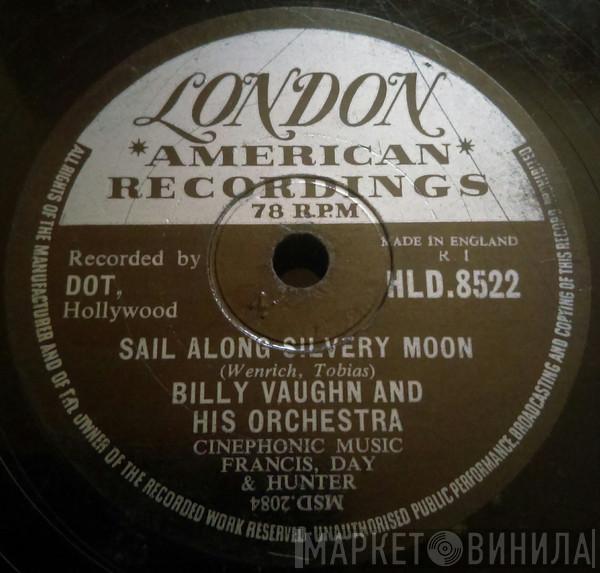 LONDON
*AMERICAN*
RECORDINGS
78 RPM
Recorded by
DOT,
Hollywood
MADE IN ENGLAND
R I
HLD.8522
4
SAIL ALONG SILVERY MOON
(Wenrich, Tobias)
BILLY VAUGHN AND
HIS ORCHESTRA
CINEPHONIC MUSIC
FRANCIS, DAY
& HUNTER
MSD.2084
ALL RIGHTS OF THE MANUFACTURER AND OF THE OWNER OF THE RECORDED WORK RESERVED-UNAUTHORISED PUBLIC PERFORMANCE, BROADCASTING AND COPYING OF THIS RECORD
МАРКЕТ ВИНИЛА